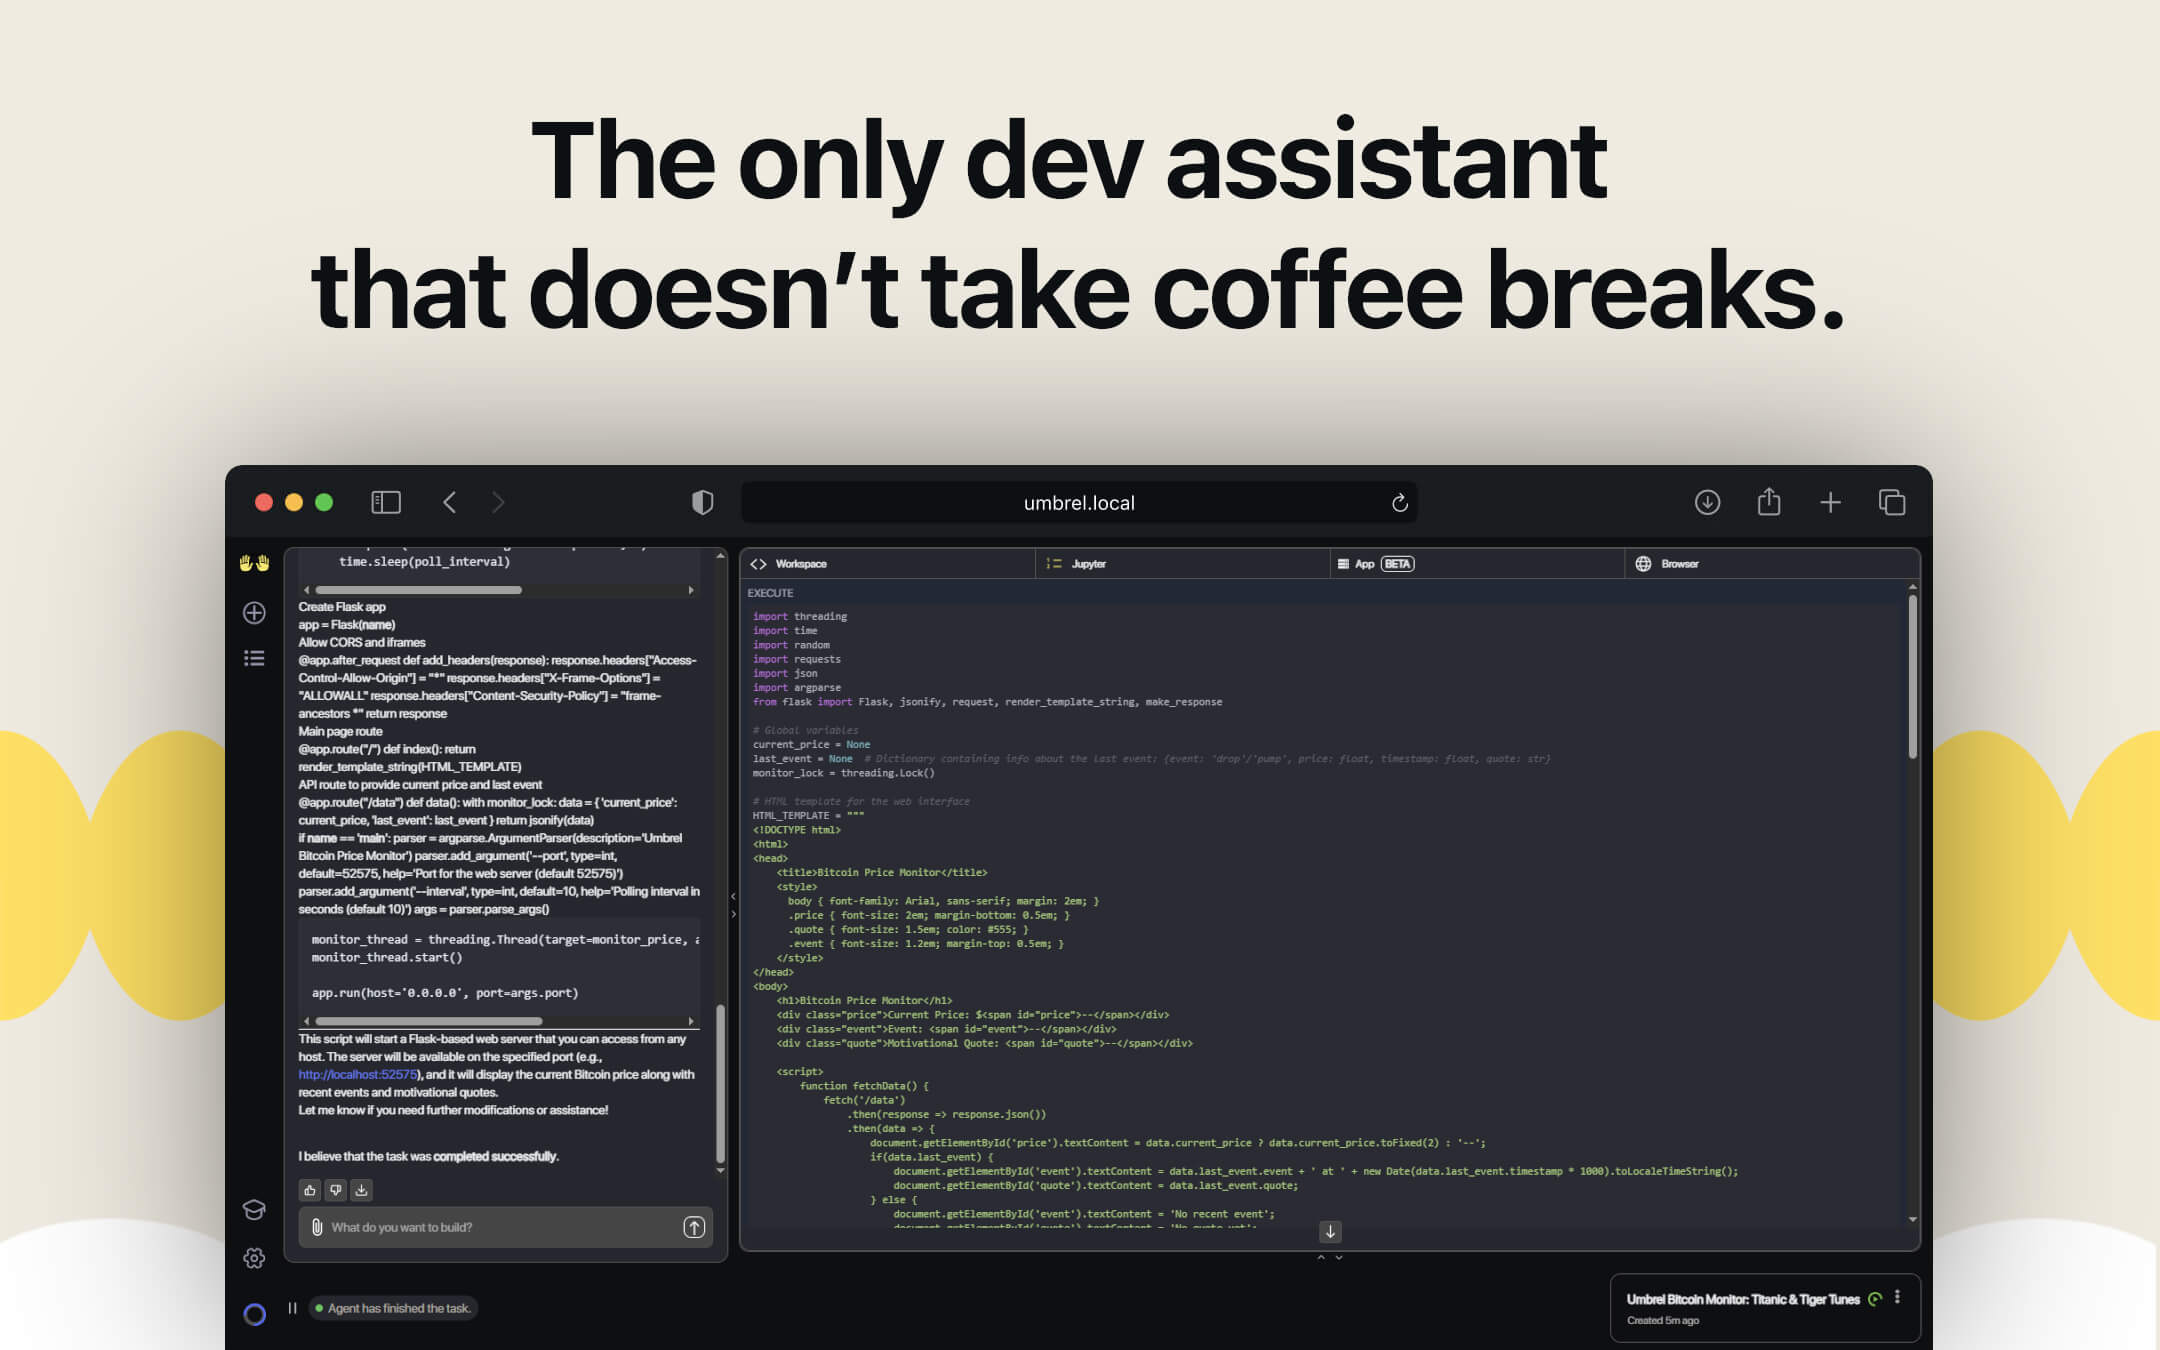 The only dev assistant
that doesn’t take coffee breaks.
umbrel.local
time.sleep(poll_interval)
Create Flask app
app = Flask(name)
Allow CORS and iframes
@app.after_request def add_headers(response): response.headers["Access-
Control-Allow-Origin"] = "*" response.headers["X-Frame-Options"] =
"ALLOWALL" response.headers["Content-Security-Policy"] = "frame-
ancestors *" return response
Main page route
@app.route("/") def index(): return
render_template_string(HTML_TEMPLATE)
API route to provide current price and last event
@app.route("/data") def data(): with monitor_lock: data = { 'current_price':
current_price, 'last_event': last_event } return jsonify(data)
if name == 'main': parser = argparse.ArgumentParser(description='Umbrel
Bitcoin Price Monitor') parser.add_argument('--port', type=int,
default=52575, help='Port for the web server (default 52575)')
parser.add_argument('--interval', type=int, default=10, help='Polling interval in
seconds (default 10)') args = parser.parse_args()
monitor_thread = threading.Thread(target=monitor_price, a
monitor_thread.start()
app.run(host='0.0.0.0', port=args.port)
This script will start a Flask-based web server that you can access from any
host. The server will be available on the specified port (e.g.,
http://localhost:52575), and it will display the current Bitcoin price along with
recent events and motivational quotes.
Let me know if you need further modifications or assistance!
I believe that the task was completed successfully.
What do you want to build?
Agent has finished the task.
Workspace
Jupyter
App BETA
Browser
EXECUTE
import threading
import time
import random
import requests
import json
import argparse
from flask import Flask, jsonify, request, render_template_string, make_response
# Global variables
current_price = None
last_event = None # Dictionary containing info about the last event: {event: 'drop'/'pump', price: float, timestamp: float, quote: str}
monitor_lock = threading.Lock()
# HTML template for the web interface
HTML_TEMPLATE = """
<!DOCTYPE html>
<html>
<head>
<title>Bitcoin Price Monitor</title>
<style>
body { font-family: Arial, sans-serif; margin: 2em; }
.price { font-size: 2em; margin-bottom: 0.5em; }
.quote { font-size: 1.5em; color: #555; }
.event { font-size: 1.2em; margin-top: 0.5em; }
</style>
</head>
<body>
<h1>Bitcoin Price Monitor</h1>
<div class="price">Current Price: $<span id="price">--</span></div>
<div class="event">Event: <span id="event">--</span></div>
<div class="quote">Motivational Quote: <span id="quote">--</span></div>
<script>
function fetchData() {
fetch('/data')
.then(response => response.json())
.then(data => {
document.getElementById('price').textContent = data.current_price ? data.current_price.toFixed(2) : '--';
if(data.last_event) {
document.getElementById('event').textContent = data.last_event.event + ' at ' + new Date(data.last_event.timestamp * 1000).toLocaleTimeString();
document.getElementById('quote').textContent = data.last_event.quote;
} else {
document.getElementById('event').textContent = 'No recent event';
document.getElementById('quote').textContent = 'No quote yet';
Umbrel Bitcoin Monitor: Titanic & Tiger Tunes
Created 5m ago